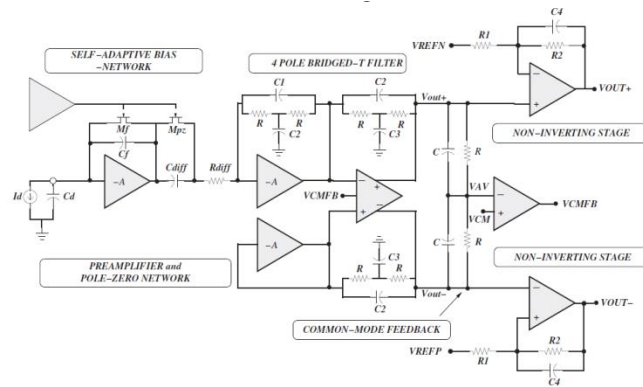 C4
VREFN
R1
R2
SELF-ADAPTIVE BIAS
-NETWORK
4 POLE BRIDGED-T FILTER
C1
C2
Vout+
VOUT+
Mf
Mpz
R
R
R
R
NON-INVERTING STAGE
Cf
C2
C3
Cdiff
Rdiff
C
R
-A
-A
Id
Cd
VCMFB
VAV
VCM
VCMFB
-A
C3
C
R
R
R
NON-INVERTING STAGE
PREAMPLIFIER and
POLE-ZERO NETWORK
C2
Vout-
VOUT-
COMMON-MODE FEEDBACK
R2
VREFP
R1
C4